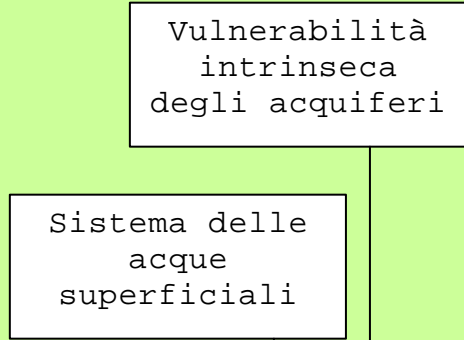 Vulnerabilità
intrinseca
degli acquiferi
Sistema delle
acque
superficiali